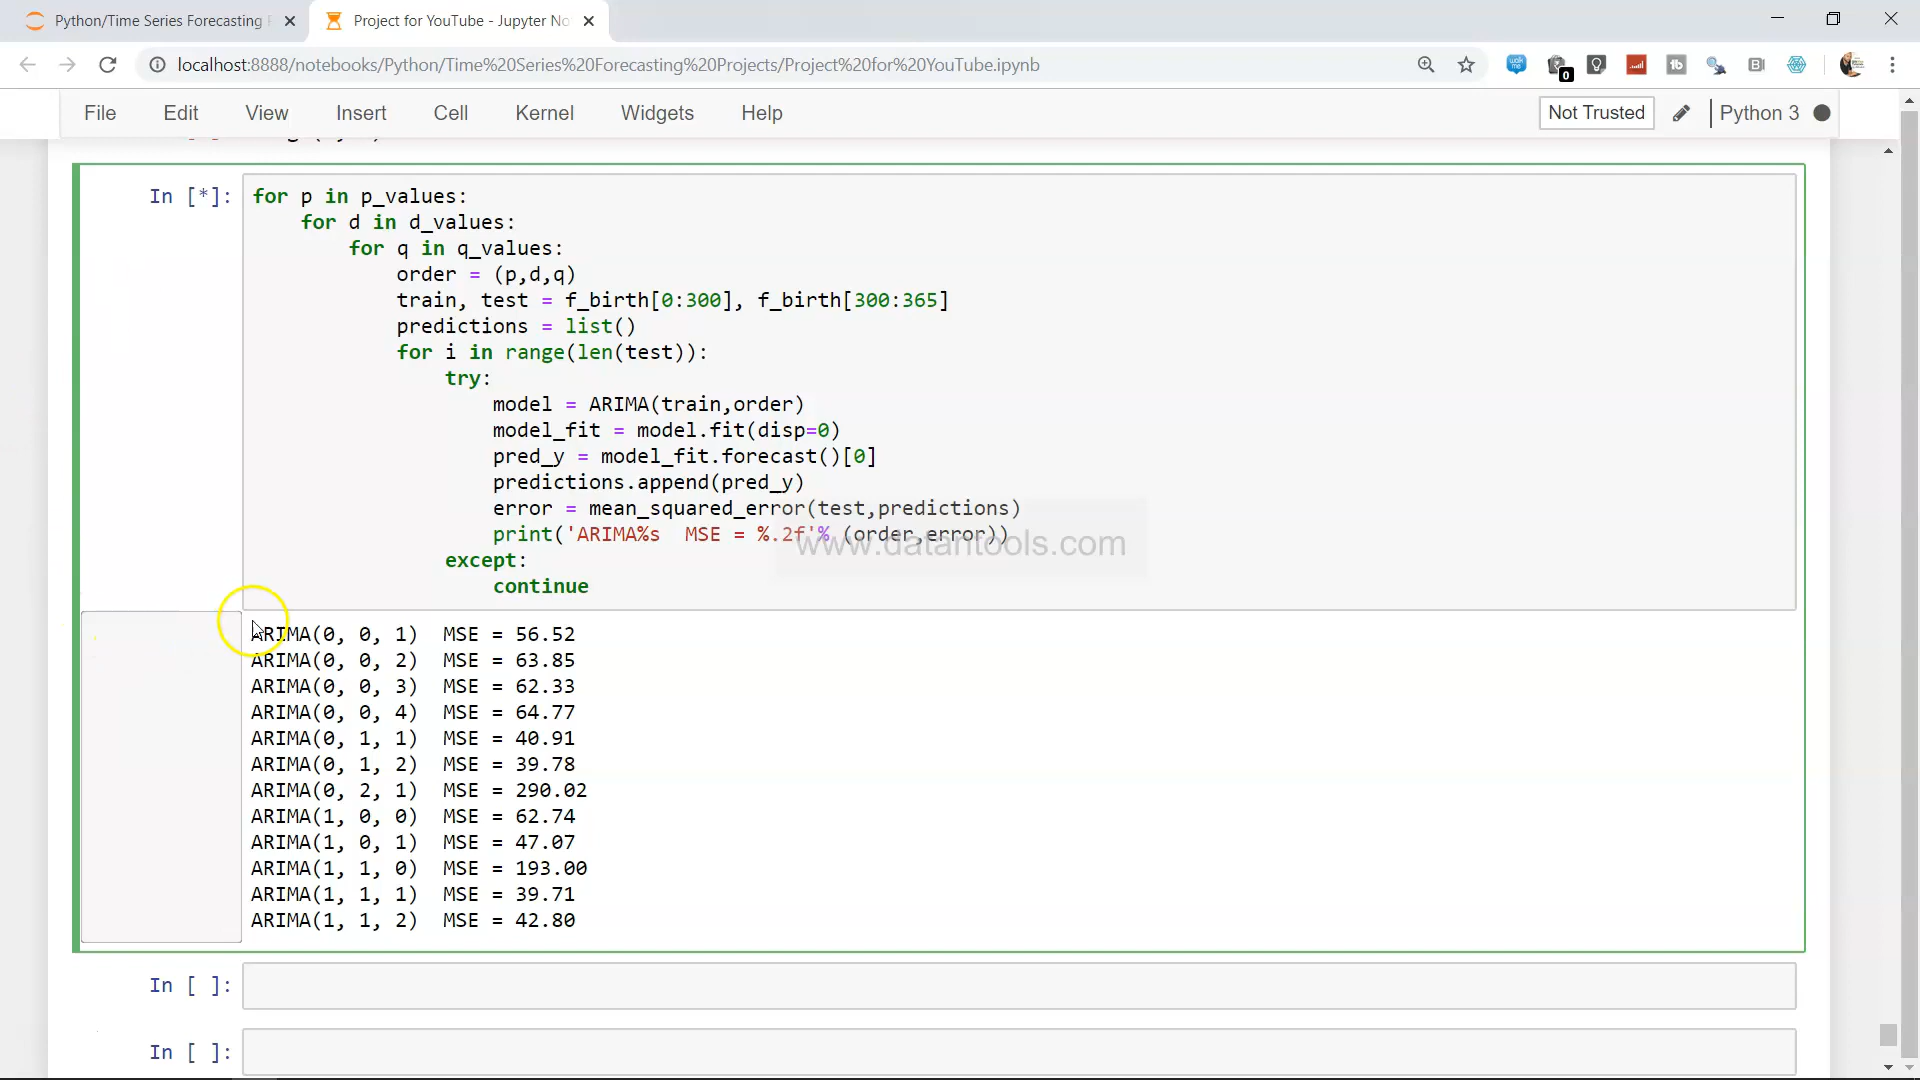 Python/Time Series Forecasting
Project for YouTube - Jupyter No
localhost:8888/notebooks/Python/Time%20Series%20Forecasting%20Projects/Project%20for%20YouTube.ipynb
0
File Edit View Insert Cell Kernel Widgets Help Not Trusted Python 3
In [*]: for p in p_values:
for d in d_values:
for q in q_values:
order = (p,d,q)
train, test = f_birth[0:300], f_birth[300:365]
predictions = list()
for i in range(len(test)):
try:
model = ARIMA(train,order)
model_fit = model.fit(disp=0)
pred_y = model_fit.forecast()[0]
predictions.append(pred_y)
error = mean_squared_error(test,predictions)
print('ARIMA%s  MSE = %.2f'% (order,error))
www.datantools.com
except:
continue
ARIMA(0, 0, 1)  MSE = 56.52
ARIMA(0, 0, 2)  MSE = 63.85
ARIMA(0, 0, 3)  MSE = 62.33
ARIMA(0, 0, 4)  MSE = 64.77
ARIMA(0, 1, 1)  MSE = 40.91
ARIMA(0, 1, 2)  MSE = 39.78
ARIMA(0, 2, 1)  MSE = 290.02
ARIMA(1, 0, 0)  MSE = 62.74
ARIMA(1, 0, 1)  MSE = 47.07
ARIMA(1, 1, 0)  MSE = 193.00
ARIMA(1, 1, 1)  MSE = 39.71
ARIMA(1, 1, 2)  MSE = 42.80
In [ ]:
In [ ]: